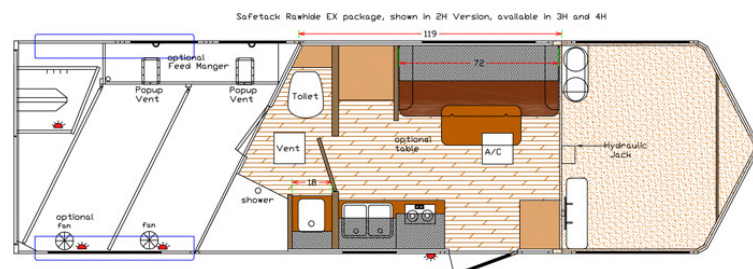 Safetack Rawhide EX package, shown in 2H Version, available in 3H and 4H
119
optional
Feed Manger
72
Popup
Vent
Popup
Vent
Toilet
optional
table
Vent
A/C
Hydraulic
Jack
18
shower
optional
fan
fan